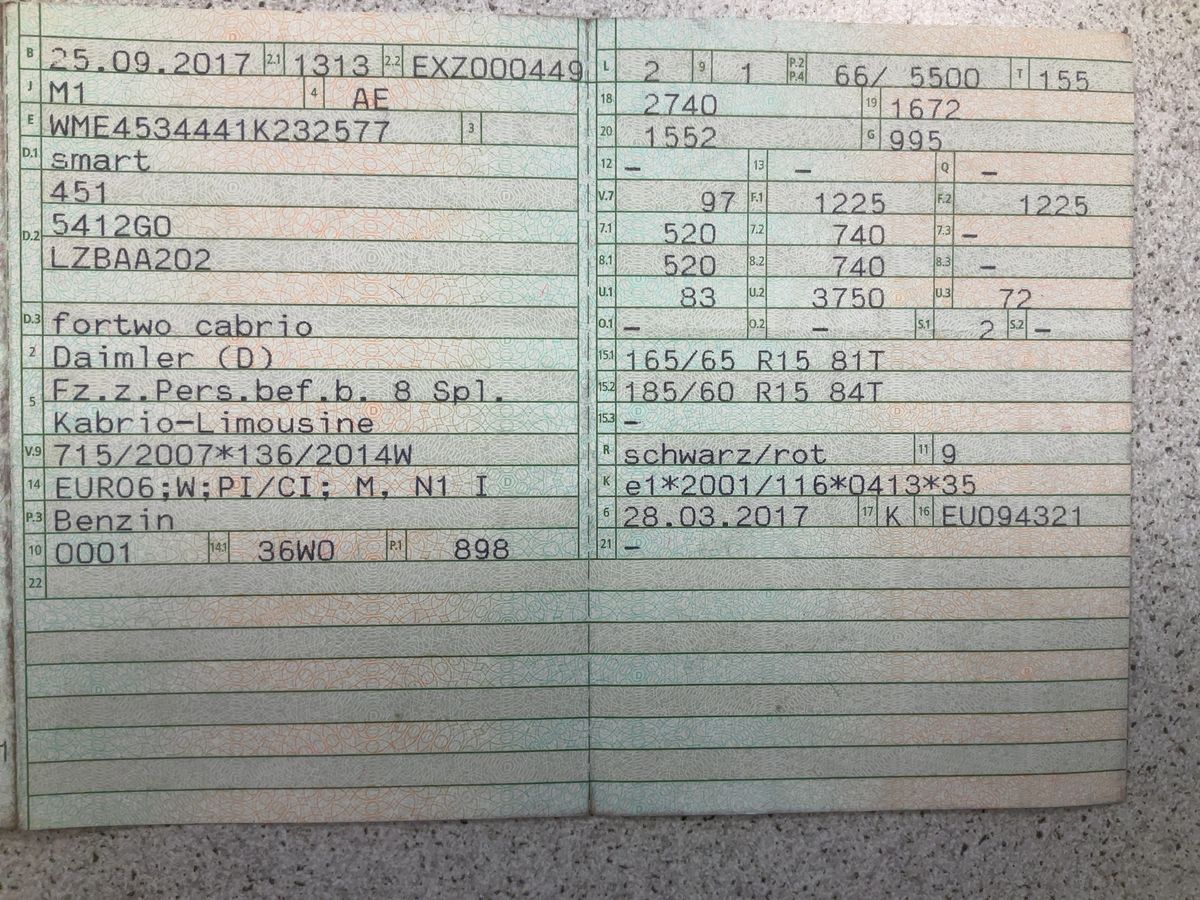 B 25.09.2017 2.1 1313 2.2 EXZ000449
J M1 4 AE
E WME4534441K232577 3
D.1 smart
451
D.2 5412GO
LZBAA202
D.3 fortwo cabrio
2 Daimler (D)
5 Fz.z.Pers.bef.b. 8 Spl.
Kabrio-Limousine
V.9 715/2007*136/2014W
14 EURO6;W;PI/CI; M, N1 I
P.3 Benzin
10 0001 14.1 36W0 P.1 898
22
L 2 9 1 P.2 P.4 66/ 5500 T 155
18 2740 19 1672
20 1552 G 995
12 – 13 – Q –
V.7 97 F.1 1225 F.2 1225
7.1 520 7.2 740 7.3 –
8.1 520 8.2 740 8.3 –
U.1 83 U.2 3750 U.3 72
O.1 – O.2 – S.1 2 S.2 –
15.1 165/65 R15 81T
15.2 185/60 R15 84T
15.3 –
R schwarz/rot 11 9
K e1*2001/116*0413*35
6 28.03.2017 17 K 16 EU094321
21 –